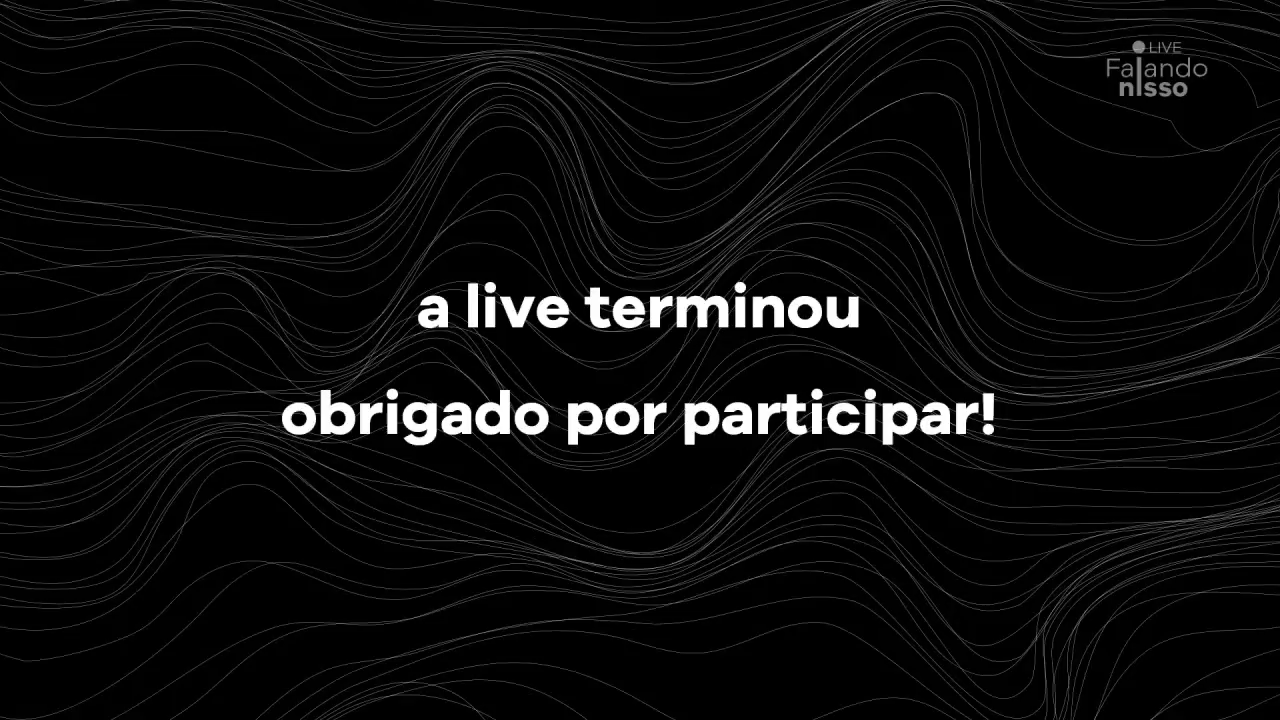 LIVE
Falando
nisso
a live terminou
obrigado por participar!